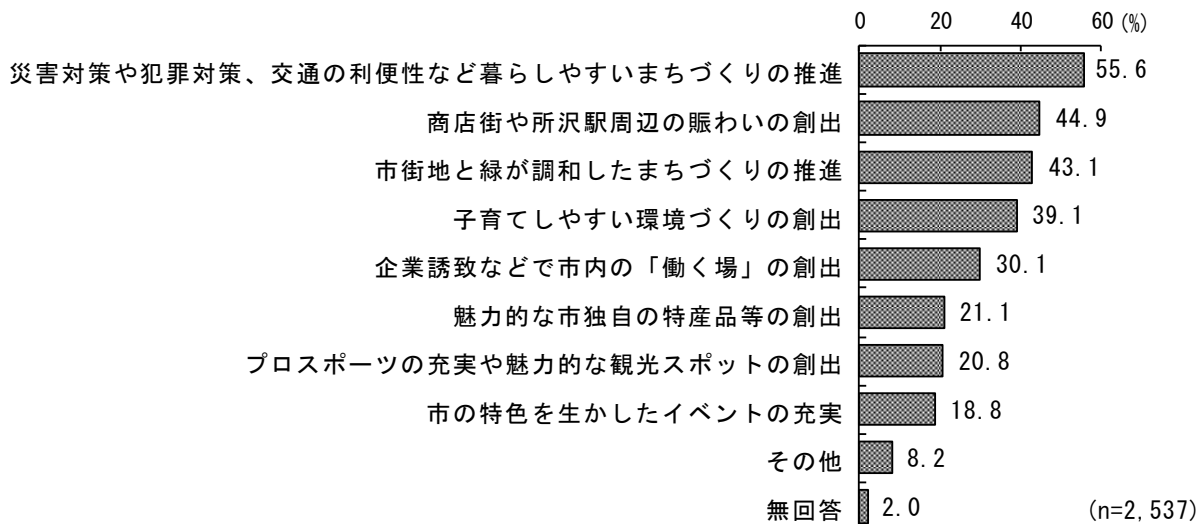 0 20 40 60 (%)
災害対策や犯罪対策、交通の利便性など暮らしやすいまちづくりの推進 55.6
商店街や所沢駅周辺の賑わいの創出 44.9
市街地と緑が調和したまちづくりの推進 43.1
子育てしやすい環境づくりの創出 39.1
企業誘致などで市内の「働く場」の創出 30.1
魅力的な市独自の特産品等の創出 21.1
プロスポーツの充実や魅力的な観光スポットの創出 20.8
市の特色を生かしたイベントの充実 18.8
その他 8.2
無回答 2.0 (n=2,537)